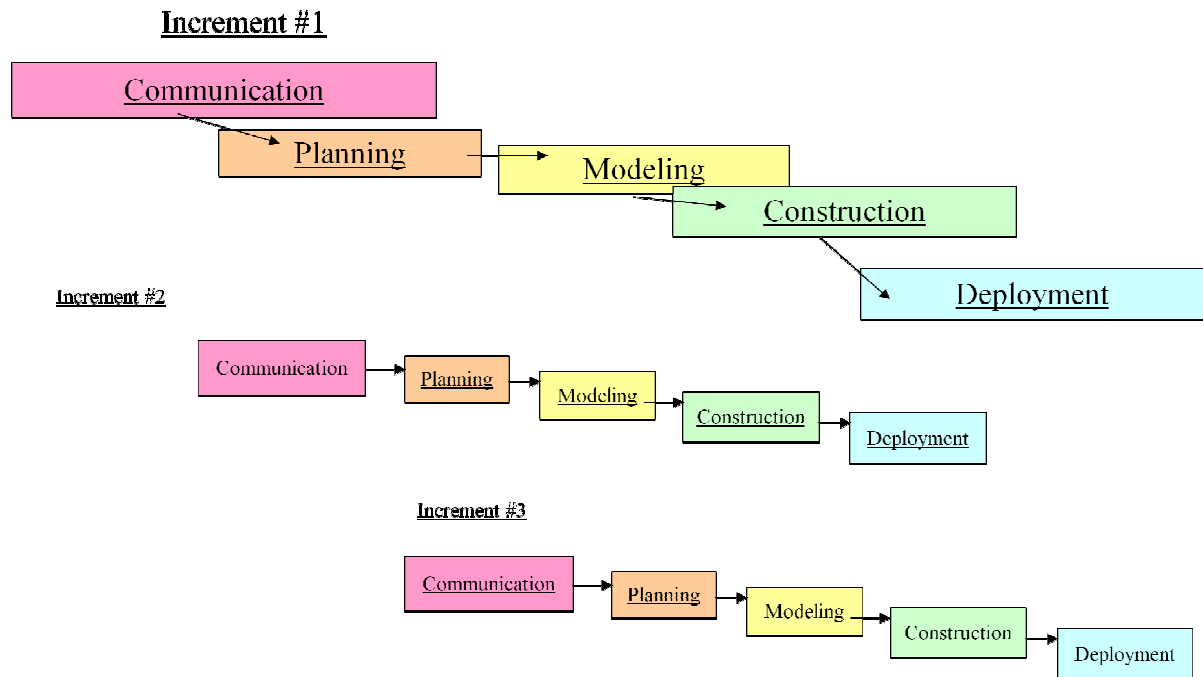 Increment #1
Communication
Planning
Modeling
Construction
Deployment
Increment #2
Communication
Planning
Modeling
Construction
Deployment
Increment #3
Communication
Planning
Modeling
Construction
Deployment